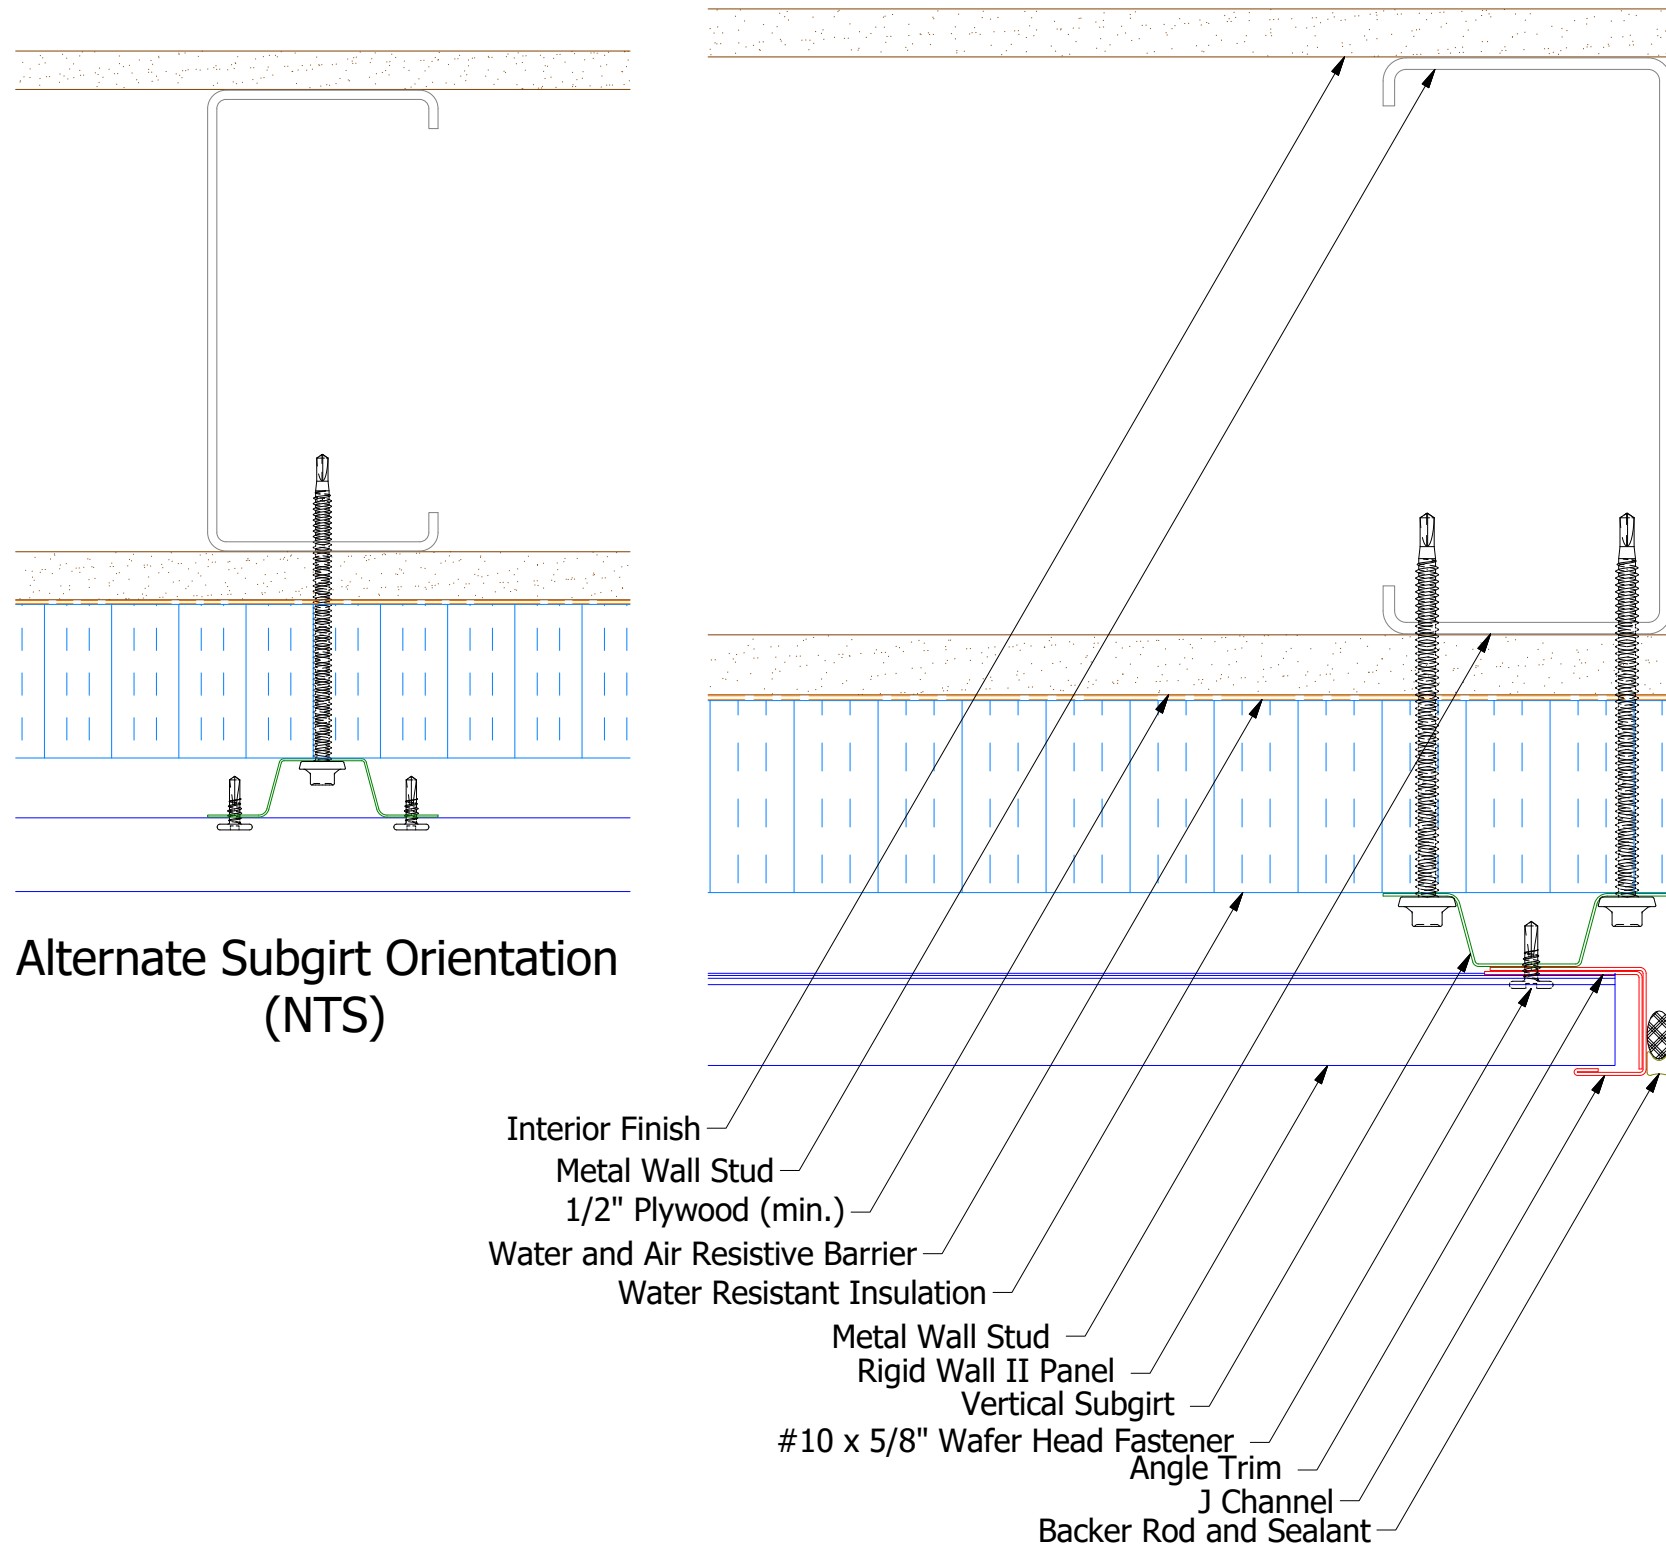 Alternate Subgirt Orientation
(NTS)
Interior Finish
Metal Wall Stud
1/2" Plywood (min.)
Water and Air Resistive Barrier
Water Resistant Insulation
Metal Wall Stud
Rigid Wall II Panel
Vertical Subgirt
#10 x 5/8" Wafer Head Fastener
Angle Trim
J Channel
Backer Rod and Sealant